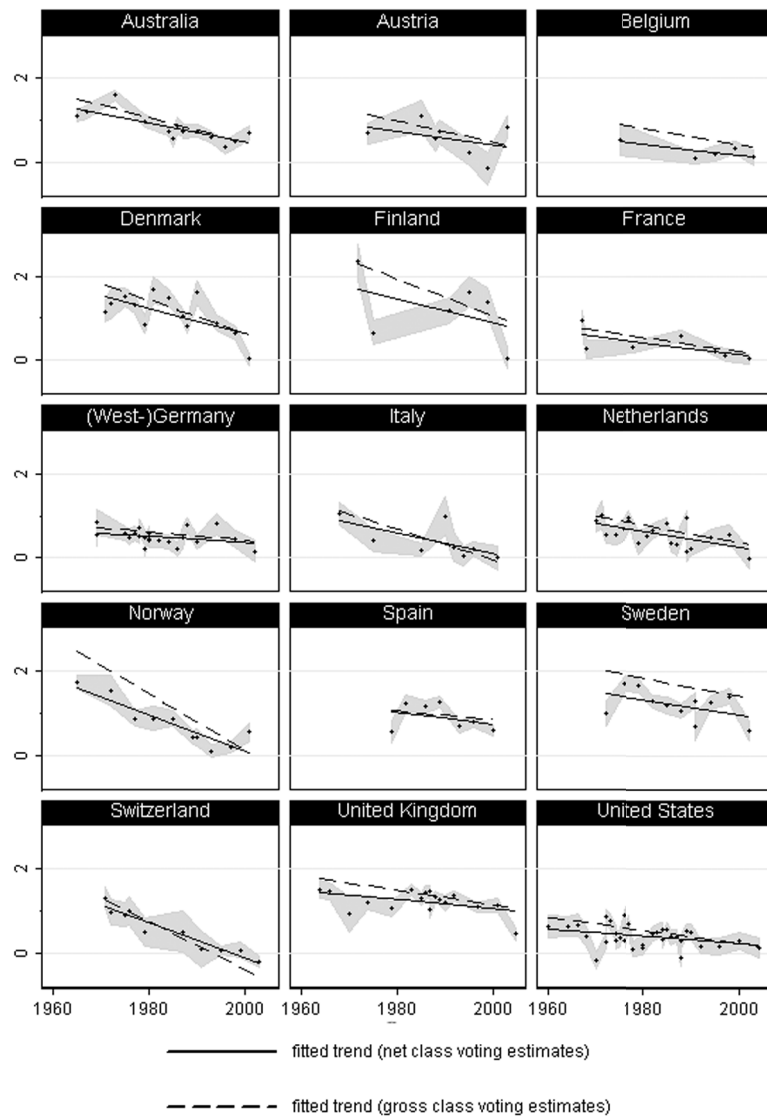 Australia Austria Belgium
2
0
Denmark Finland France
2
0
(West-)Germany Italy Netherlands
2
0
Norway Spain Sweden
2
0
Switzerland United Kingdom United States
2
0
1960 1980 2000 1960 1980 2000 1960 1980 2000
fitted trend (net class voting estimates)
fitted trend (gross class voting estimates)